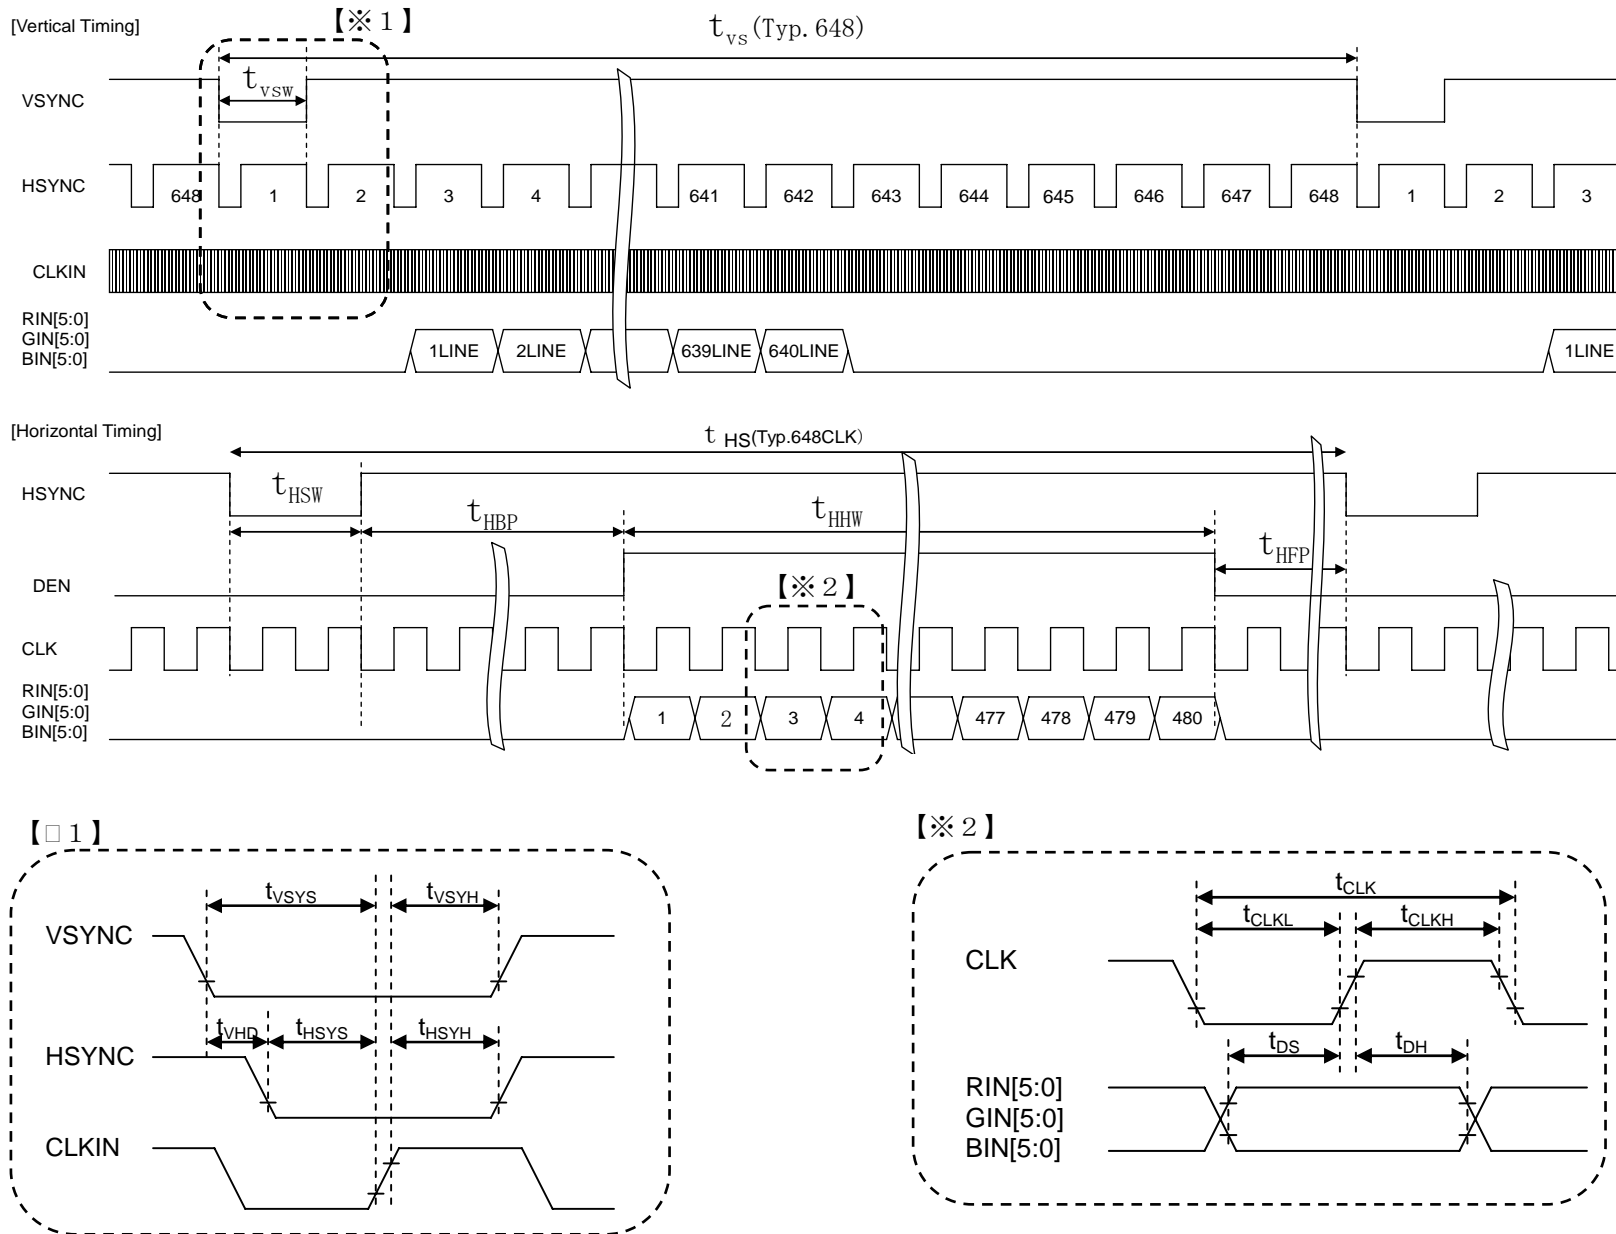 [Vertical Timing]
【※１】
tvs(Typ.648)
tvsw
VSYNC
HSYNC
648 1 2 3 4 641 642 643 644 645 646 647 648 1 2 3
CLKIN
RIN[5:0]
GIN[5:0]
BIN[5:0]
1LINE 2LINE 639LINE 640LINE 1LINE
[Horizontal Timing]
t HS(Typ.648CLK)
HSYNC
tHSW
tHBP
tHHW
tHFP
DEN
【※２】
CLK
RIN[5:0]
GIN[5:0]
BIN[5:0]
1 2 3 4 477 478 479 480
【□１】
tVSYS tVSYH
VSYNC
tVHD tHSYS tHSYH
HSYNC
CLKIN
【※２】
tCLK
tCLKL tCLKH
CLK
tDS tDH
RIN[5:0]
GIN[5:0]
BIN[5:0]